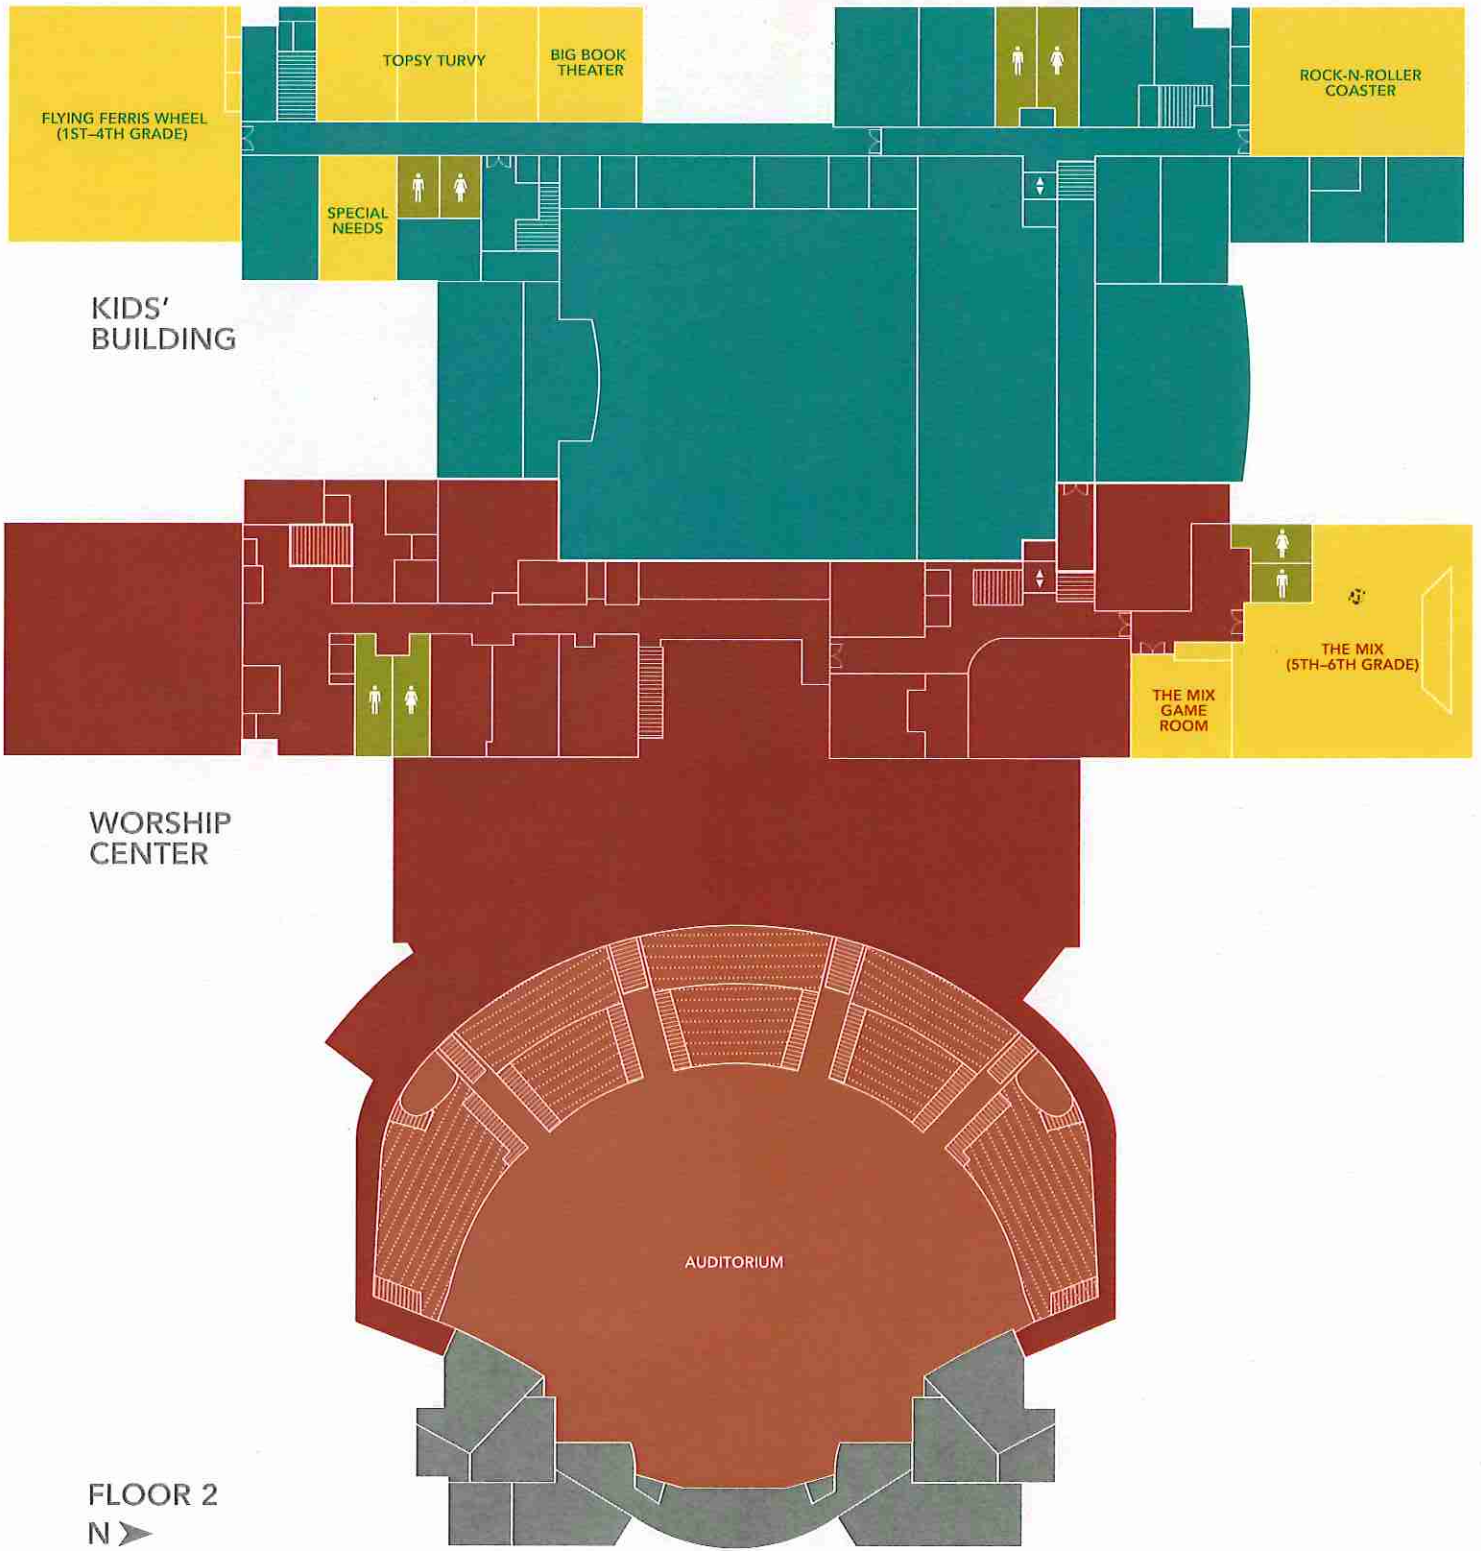 TOPSY TURVY
BIG BOOK
THEATER
ROCK-N-ROLLER
COASTER
FLYING FERRIS WHEEL
(1ST–4TH GRADE)
SPECIAL
NEEDS
KIDS'
BUILDING
THE MIX
(5TH–6TH GRADE)
THE MIX
GAME
ROOM
WORSHIP
CENTER
AUDITORIUM
FLOOR 2
N